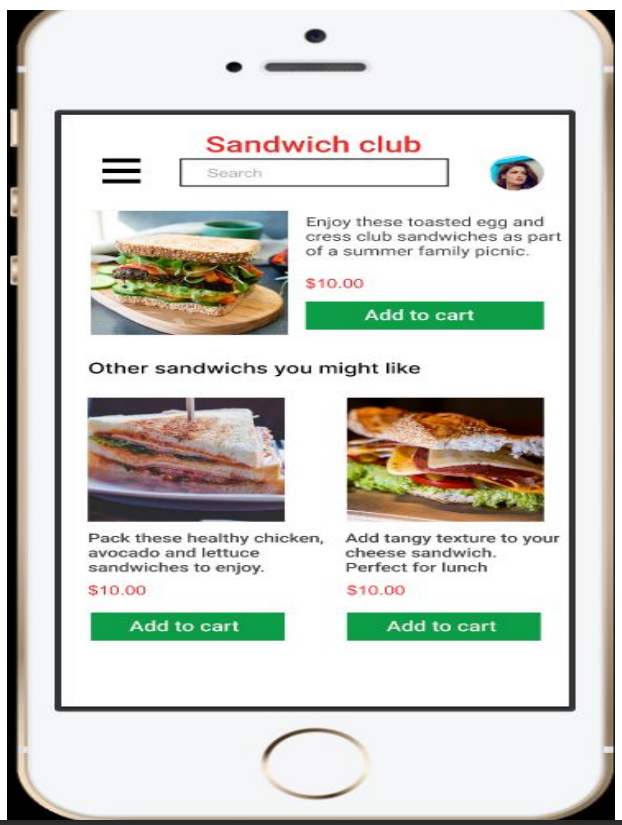 Sandwich club
Search
Enjoy these toasted egg and
cress club sandwiches as part
of a summer family picnic.
$10.00
Add to cart
Other sandwichs you might like
Pack these healthy chicken,
avocado and lettuce
sandwiches to enjoy.
$10.00
Add to cart
Add tangy texture to your
cheese sandwich.
Perfect for lunch
$10.00
Add to cart